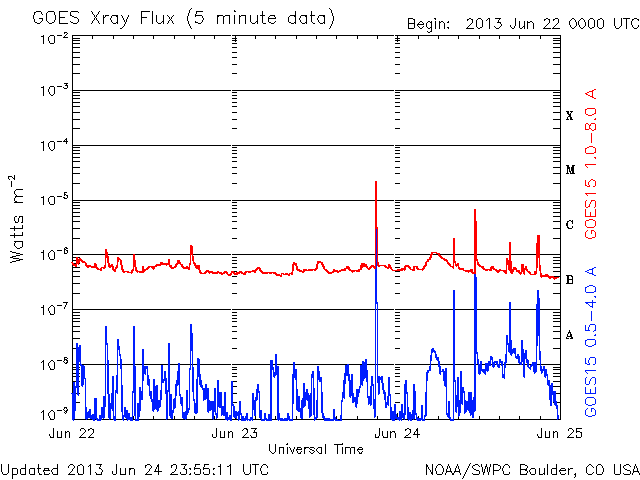 GOES Xray Flux (5 minute data)
Begin: 2013 Jun 22 0000 UTC
10⁻²
10⁻³
10⁻⁴
10⁻⁵
10⁻⁶
10⁻⁷
10⁻⁸
10⁻⁹
Watts m⁻²
X
M
C
B
A
GOES15 1.0-8.0 A
GOES15 0.5-4.0 A
Jun 22
Jun 23
Jun 24
Jun 25
Universal Time
Updated 2013 Jun 24 23:55:11 UTC
NOAA/SWPC Boulder, CO USA